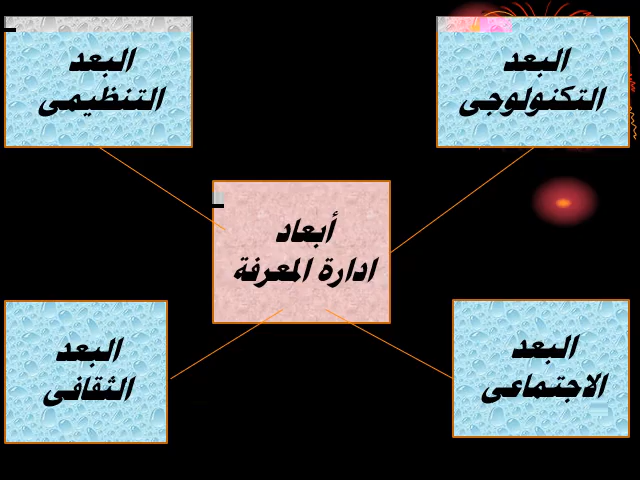 البعد
التكنولوجى
البعد
التنظيمى
أبعاد
ادارة المعرفة
البعد
الاجتماعى
البعد
الثقافى